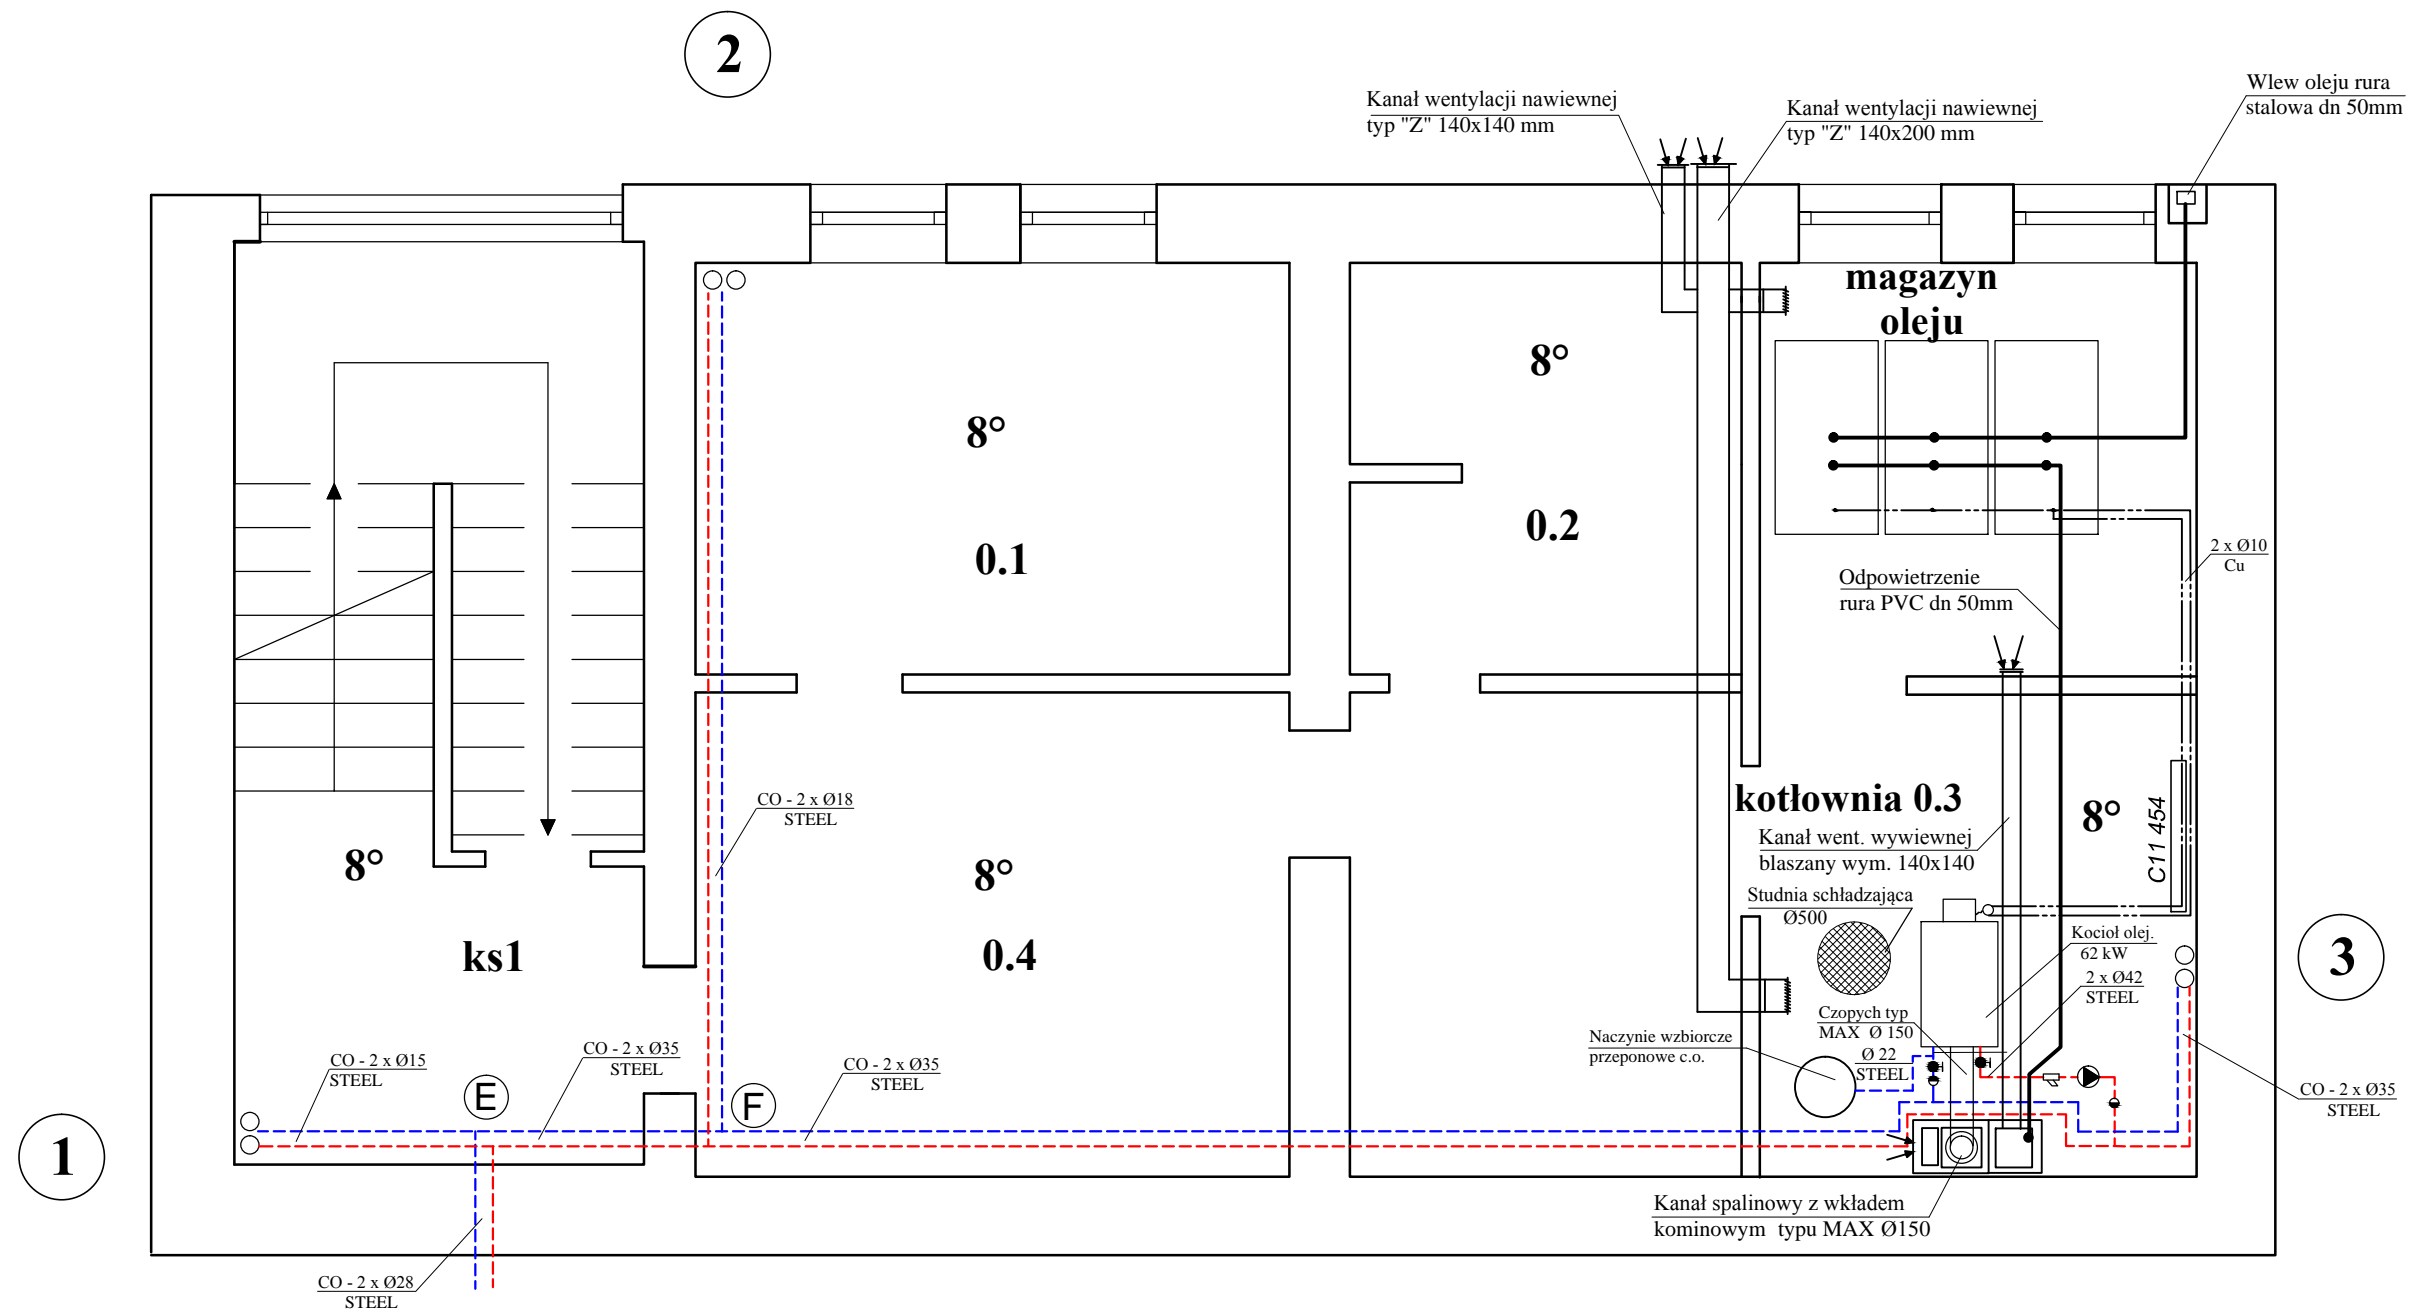 2
Wlew oleju rura
stalowa dn 50mm
Kanał wentylacji nawiewnej
typ "Z" 140x140 mm
Kanał wentylacji nawiewnej
typ "Z" 140x200 mm
magazyn
oleju
8°
8°
0.1
0.2
2 x Ø10
Cu
Odpowietrzenie
rura PVC dn 50mm
CO - 2 x Ø18
STEEL
kotłownia 0.3
8°
C11 454
Kanał went. wywiewnej
blaszany wym. 140x140
8°
8°
Studnia schładzająca
Ø500
ks1
0.4
Kocioł olej.
62 kW
3
2 x Ø42
STEEL
Czopych typ
MAX Ø 150
Naczynie wzbiorcze
przeponowe c.o.
Ø 22
STEEL
CO - 2 x Ø15
STEEL
CO - 2 x Ø35
STEEL
CO - 2 x Ø35
STEEL
CO - 2 x Ø35
STEEL
E
F
1
Kanał spalinowy z wkładem
kominowym typu MAX Ø150
CO - 2 x Ø28
STEEL